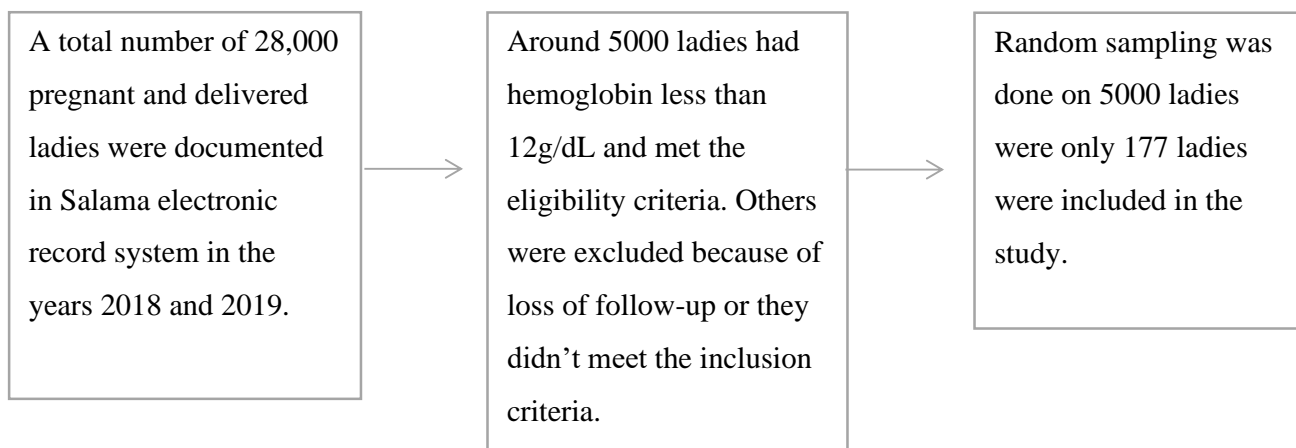 A total number of 28,000
pregnant and delivered
ladies were documented
in Salama electronic
record system in the
years 2018 and 2019.
Around 5000 ladies had
hemoglobin less than
12g/dL and met the
eligibility criteria. Others
were excluded because of
loss of follow-up or they
didn’t meet the inclusion
criteria.
Random sampling was
done on 5000 ladies
were only 177 ladies
were included in the
study.